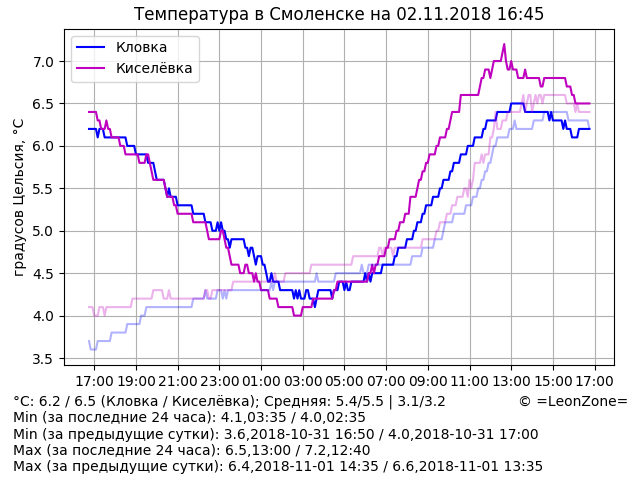 Температура в Смоленске на 02.11.2018 16:45
Кловка
Киселёвка
градусов Цельсия, °C
7.0
6.5
6.0
5.5
5.0
4.5
4.0
3.5
17:00 19:00 21:00 23:00 01:00 03:00 05:00 07:00 09:00 11:00 13:00 15:00 17:00
°C: 6.2 / 6.5 (Кловка / Киселёвка); Средняя: 5.4/5.5 | 3.1/3.2 © =LeonZone=
Min (за последние 24 часа): 4.1,03:35 / 4.0,02:35
Min (за предыдущие сутки): 3.6,2018-10-31 16:50 / 4.0,2018-10-31 17:00
Max (за последние 24 часа): 6.5,13:00 / 7.2,12:40
Max (за предыдущие сутки): 6.4,2018-11-01 14:35 / 6.6,2018-11-01 13:35